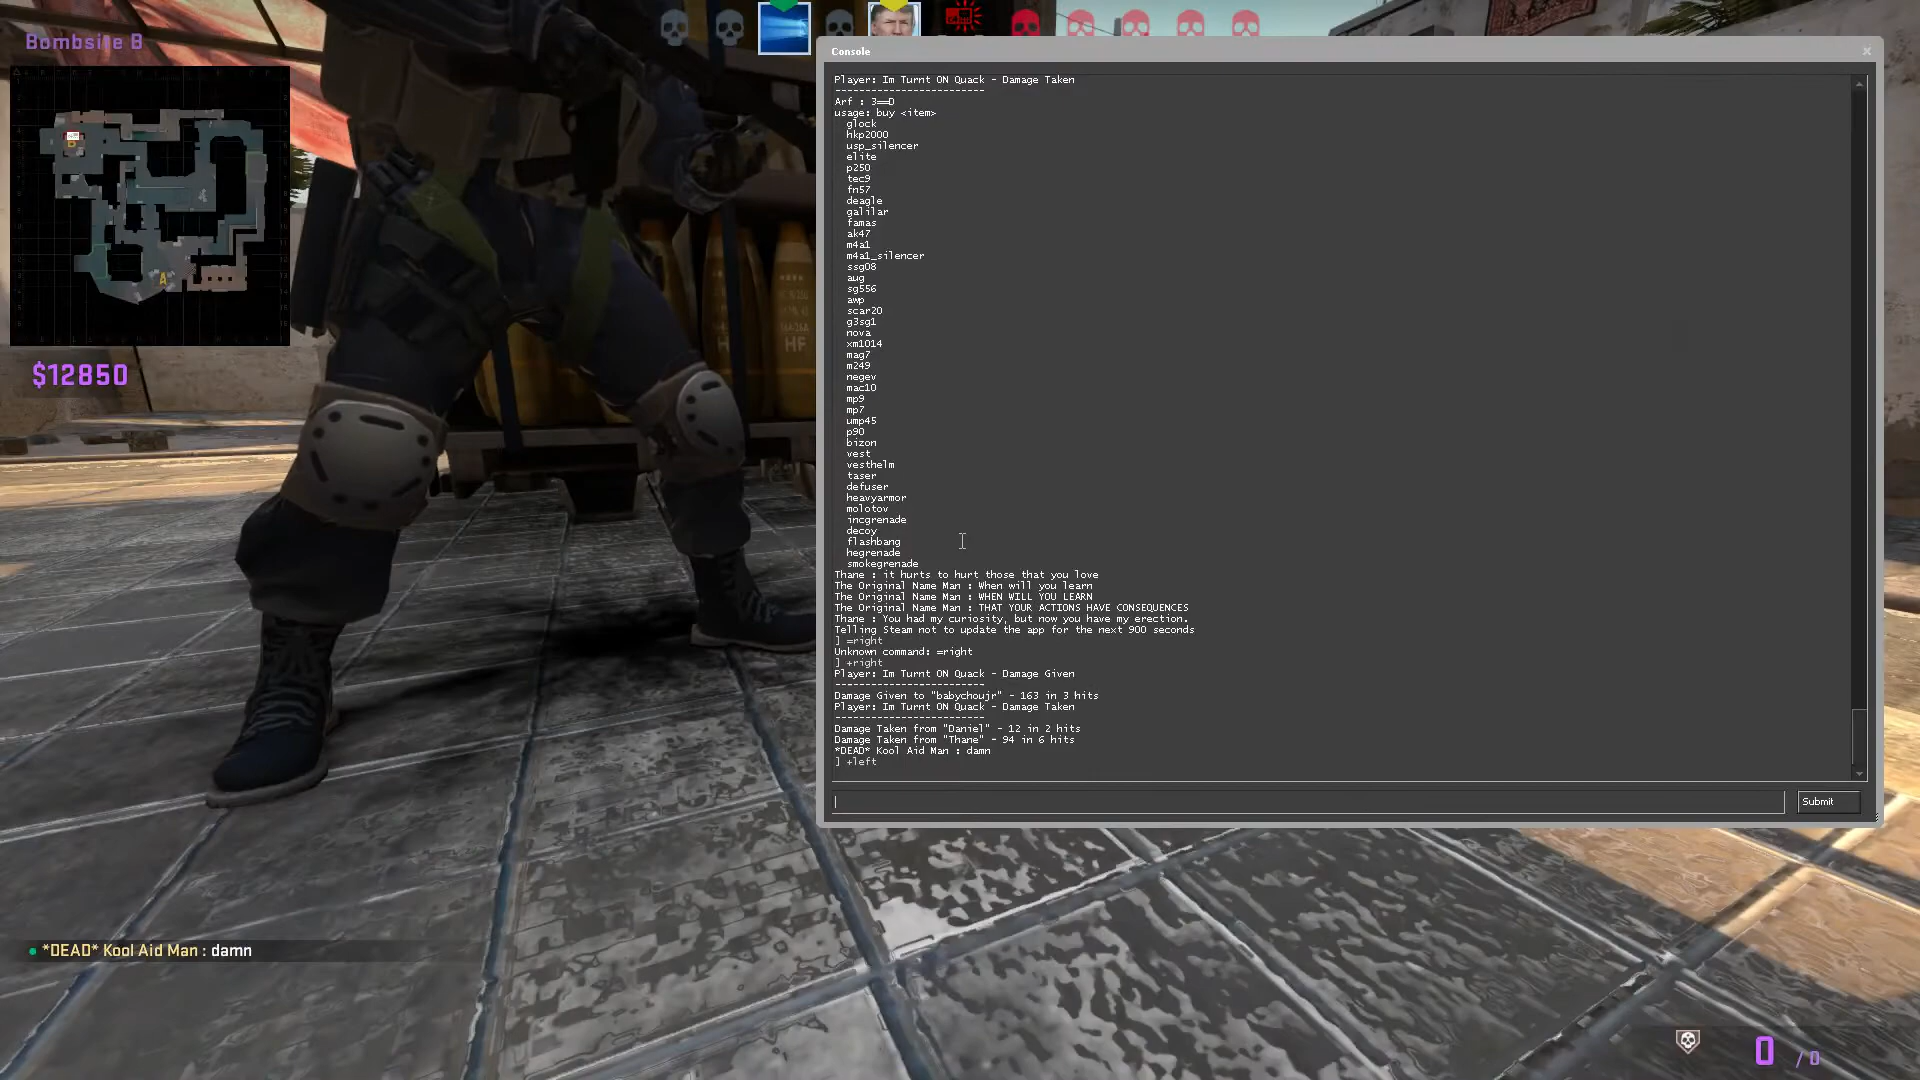 Bombsite B
A
$12850
HF
Console
Player: Im Turnt ON Quack - Damage Taken
-------------------------
Arf : 3==D
usage: buy <item>
glock
hkp2000
usp_silencer
elite
p250
tec9
fn57
deagle
galilar
famas
ak47
m4a1
m4a1_silencer
ssg08
aug
sg556
awp
scar20
g3sg1
nova
xm1014
mag7
m249
negev
mac10
mp9
mp7
ump45
p90
bizon
vest
vesthelm
taser
defuser
heavyarmor
molotov
incgrenade
decoy
flashbang
hegrenade
smokegrenade
Thane : it hurts to hurt those that you love
The Original Name Man : When will you learn
The Original Name Man : WHEN WILL YOU LEARN
The Original Name Man : THAT YOUR ACTIONS HAVE CONSEQUENCES
Thane : You had my curiosity, but now you have my erection.
Telling Steam not to update the app for the next 900 seconds
] =right
Unknown command: =right
] +right
Player: Im Turnt ON Quack - Damage Given
-------------------------
Damage Given to "babychoujr" - 163 in 3 hits
Player: Im Turnt ON Quack - Damage Taken
-------------------------
Damage Taken from "Daniel" - 12 in 2 hits
Damage Taken from "Thane" - 94 in 6 hits
*DEAD* Kool Aid Man : damn
] +left
Submit
*DEAD* Kool Aid Man : damn
0 / 0